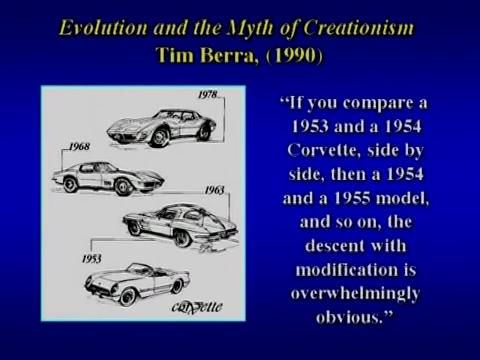 Evolution and the Myth of Creationism
Tim Berra, (1990)
1978
1968
1963
1953
corvette
“If you compare a
1953 and a 1954
Corvette, side by
side, then a 1954
and a 1955 model,
and so on, the
descent with
modification is
overwhelmingly
obvious.”